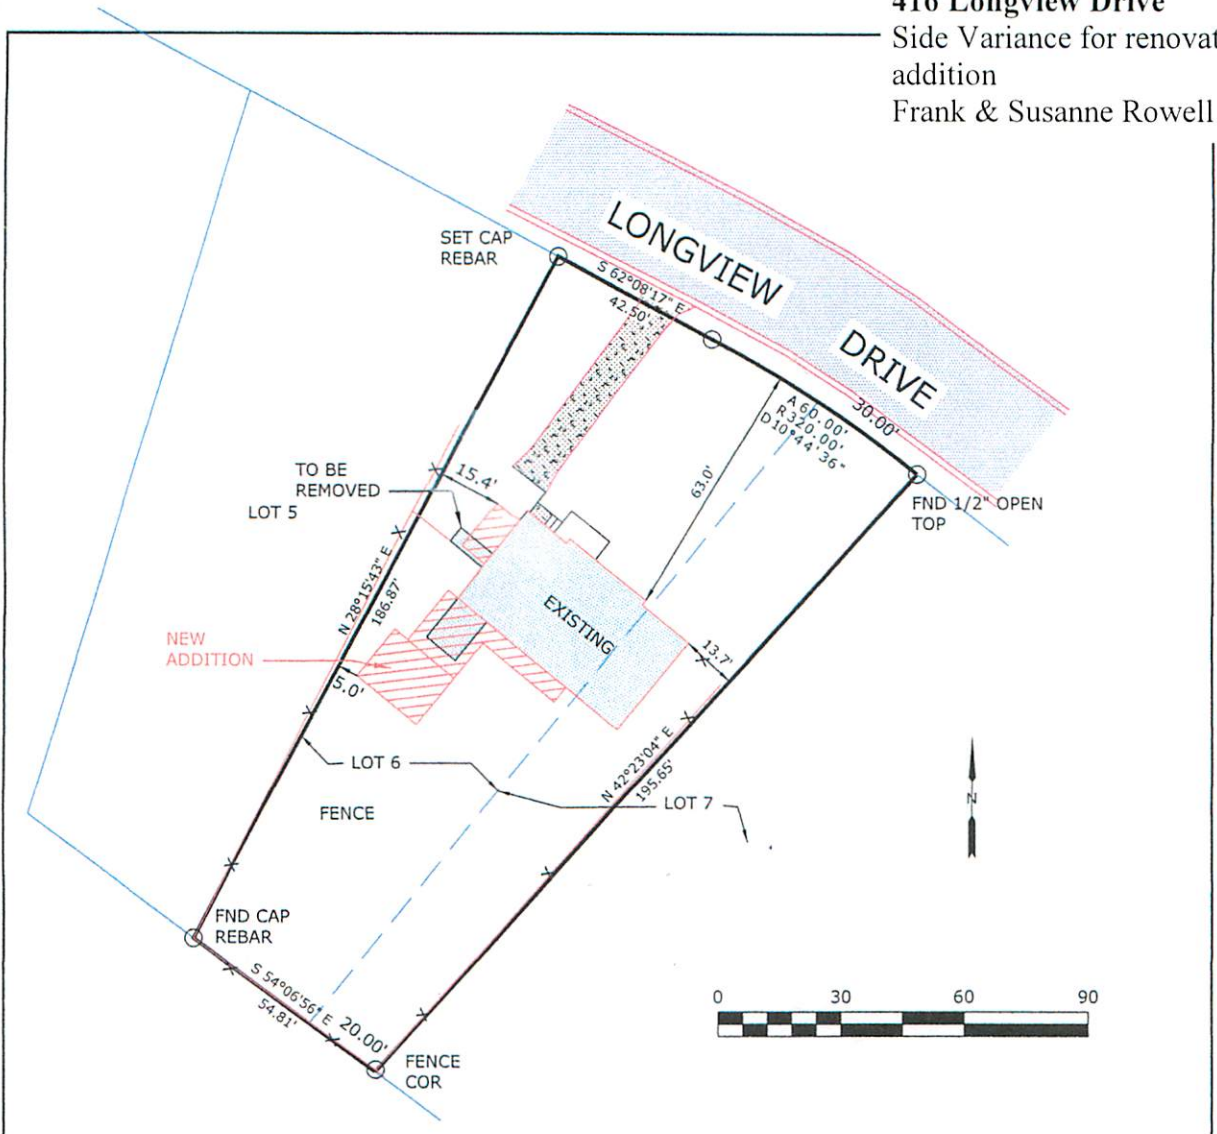 416 Longview Drive
Side Variance for renovat
addition
Frank & Susanne Rowell
LONGVIEW
DRIVE
SET CAP
REBAR
S 62°08'17" E
42.50'
A 60.00'
R 320.00'
D 10°44'36"
30.00'
63.0'
FND 1/2" OPEN
TOP
TO BE
REMOVED
15.4'
LOT 5
N 28°15'43" E
186.87'
EXISTING
13.7'
NEW
ADDITION
5.0'
N 42°23'04" E
195.65'
LOT 6
LOT 7
FENCE
N
FND CAP
REBAR
S 54°06'56" E
54.81'
20.00'
FENCE
COR
0 30 60 90